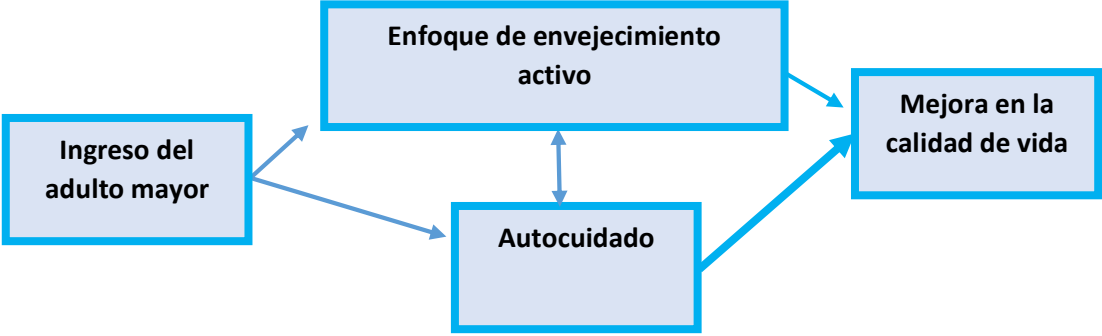 Enfoque de envejecimiento
activo
Mejora en la
calidad de vida
Ingreso del
adulto mayor
Autocuidado